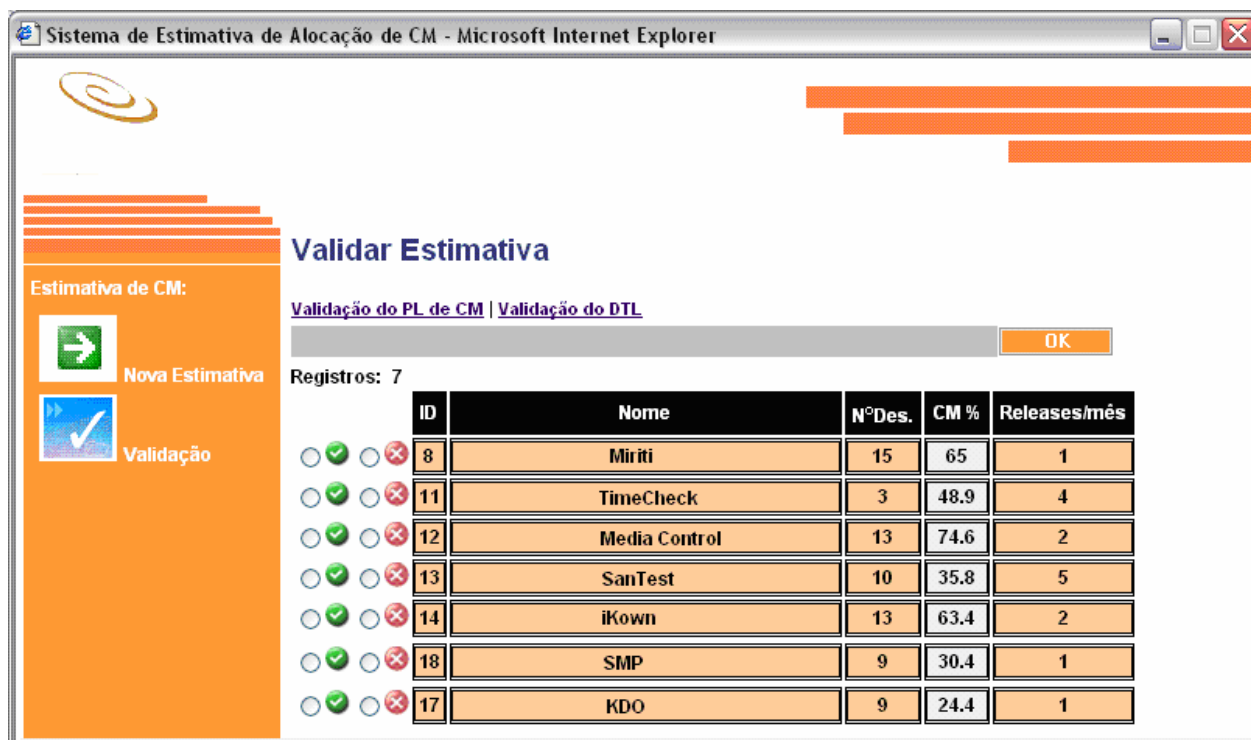 Sistema de Estimativa de Alocação de CM - Microsoft Internet Explorer
Validar Estimativa
Estimativa de CM:
Nova Estimativa
Validação
Validação do PL de CM | Validação do DTL
OK
Registros: 7
ID Nome N°Des. CM % Releases/mês
8 Miriti 15 65 1
11 TimeCheck 3 48.9 4
12 Media Control 13 74.6 2
13 SanTest 10 35.8 5
14 iKown 13 63.4 2
18 SMP 9 30.4 1
17 KDO 9 24.4 1